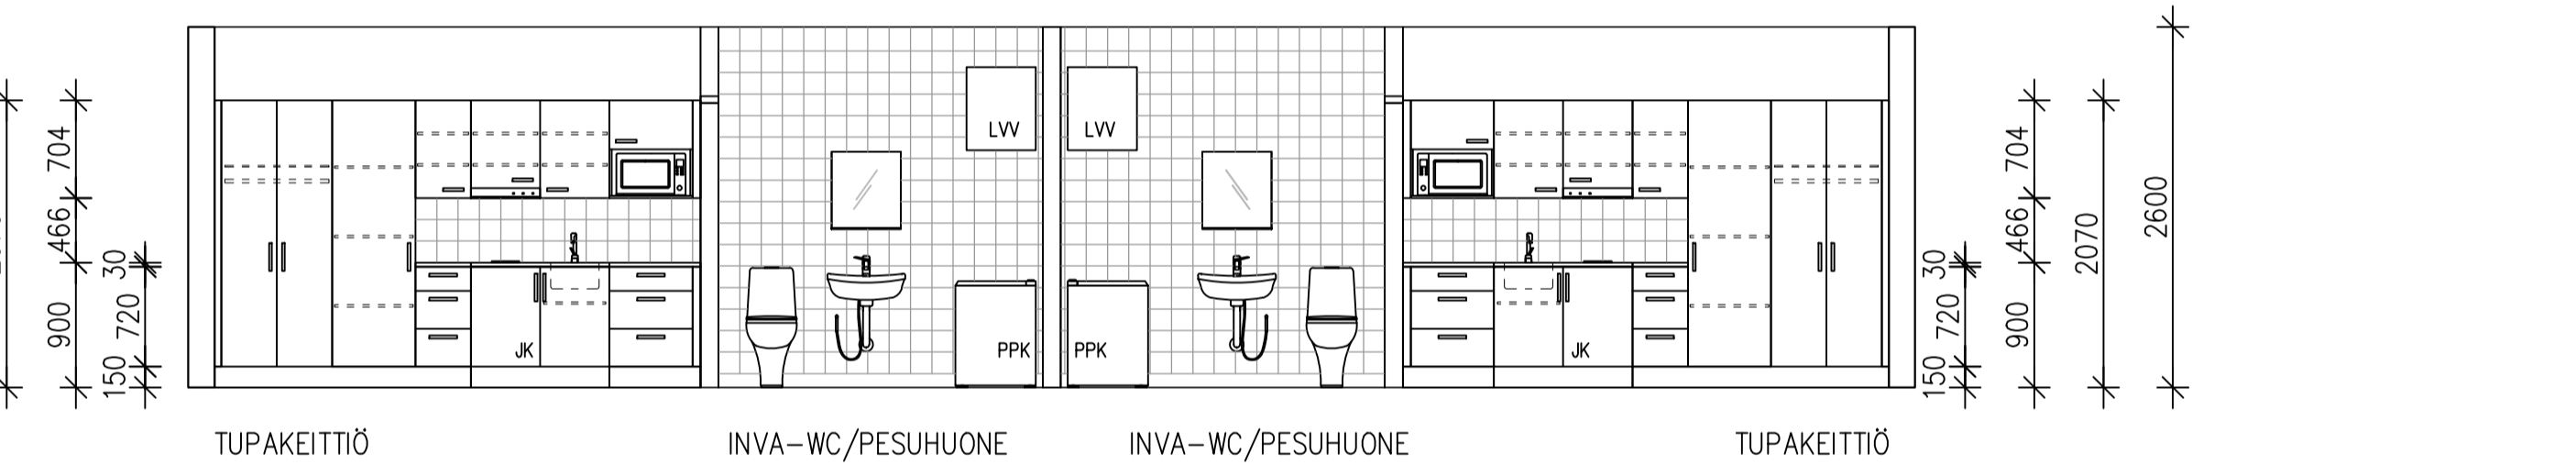 704
466
30
900
720
150
LVV
LVV
JK
PPK
PPK
JK
704
466
30
2070
2600
900
720
150
TUPAKEITTIÖ
INVA-WC/PESUHUONE
INVA-WC/PESUHUONE
TUPAKEITTIÖ